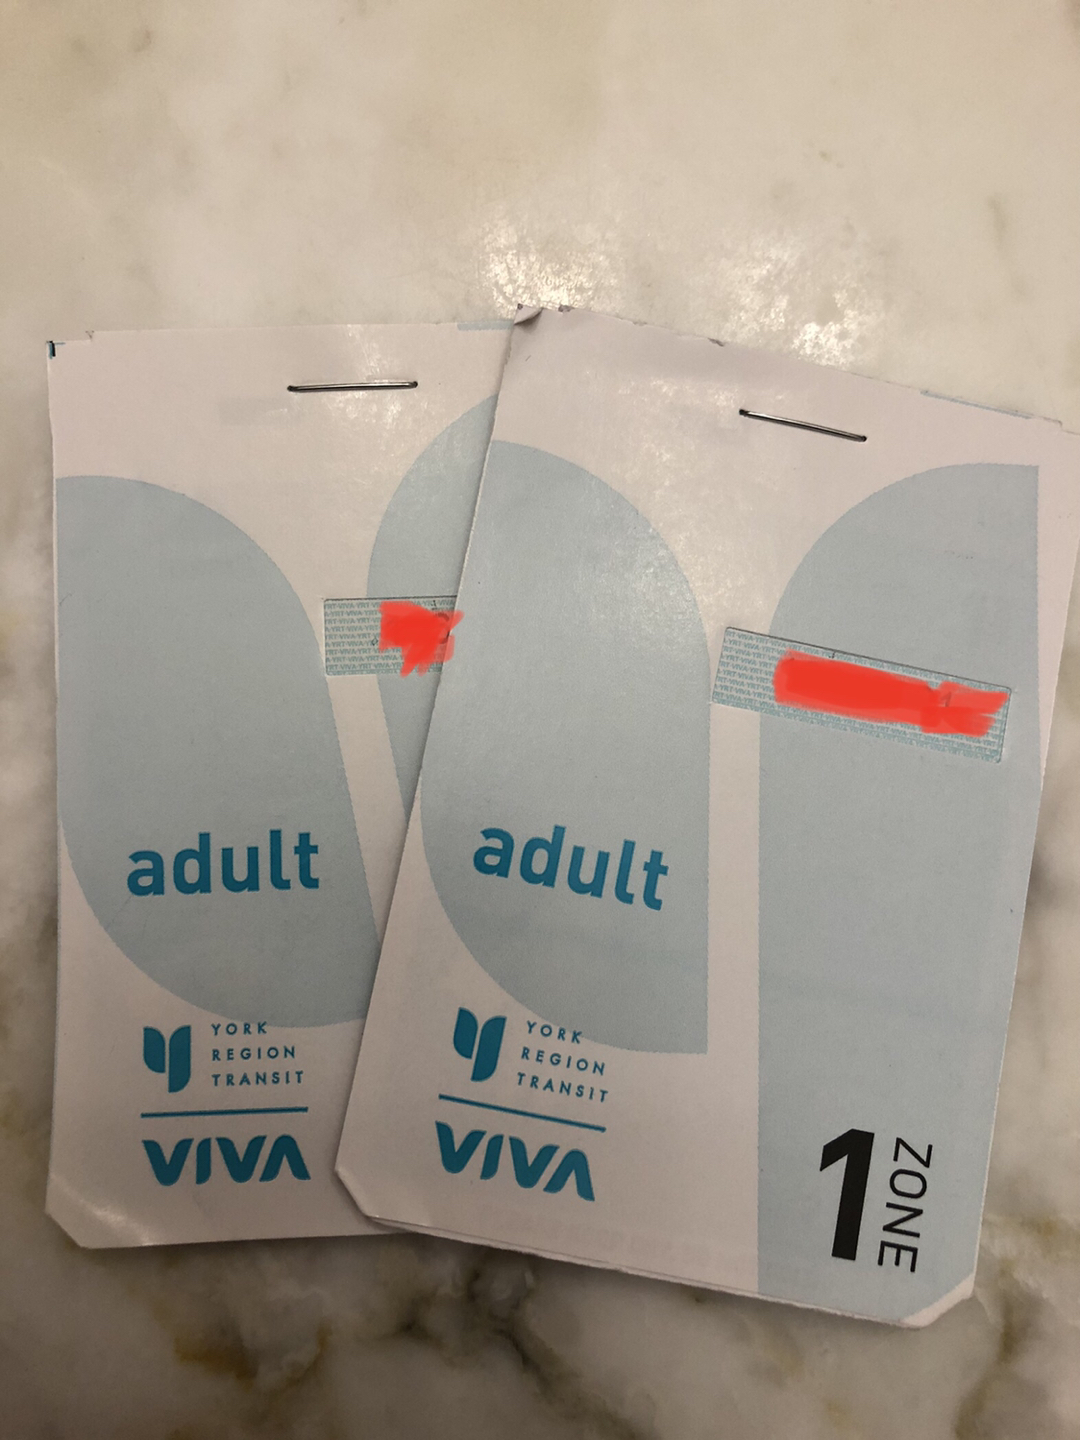 adult
YORK
REGION
TRANSIT
VIVA
adult
YORK
REGION
TRANSIT
VIVA
1 ZONE